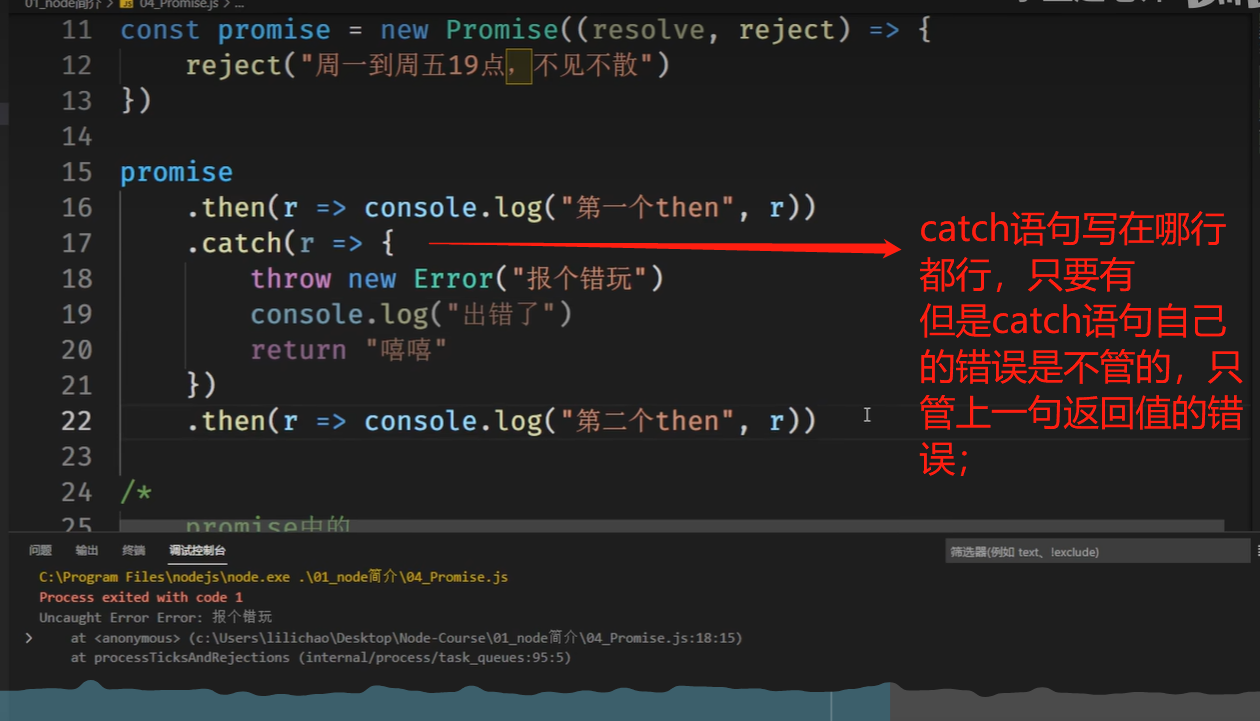 01_node简介 > JS 04_Promise.js > ...
11 const promise = new Promise((resolve, reject) => {
12 reject("周一到周五19点，不见不散")
13 })
14
15 promise
16 .then(r => console.log("第一个then", r))
17 .catch(r => {
18 throw new Error("报个错玩")
19 console.log("出错了")
20 return "嘻嘻"
21 })
22 .then(r => console.log("第二个then", r))
23
24 /*
25 promise中的
catch语句写在哪行
都行，只要有
但是catch语句自己
的错误是不管的，只
管上一句返回值的错
误；
问题 输出 终端 调试控制台
筛选器(例如 text、!exclude)
C:\Program Files\nodejs\node.exe .\01_node简介\04_Promise.js
Process exited with code 1
Uncaught Error Error: 报个错玩
at <anonymous> (c:\Users\lilichao\Desktop\Node-Course\01_node简介\04_Promise.js:18:15)
at processTicksAndRejections (internal/process/task_queues:95:5)